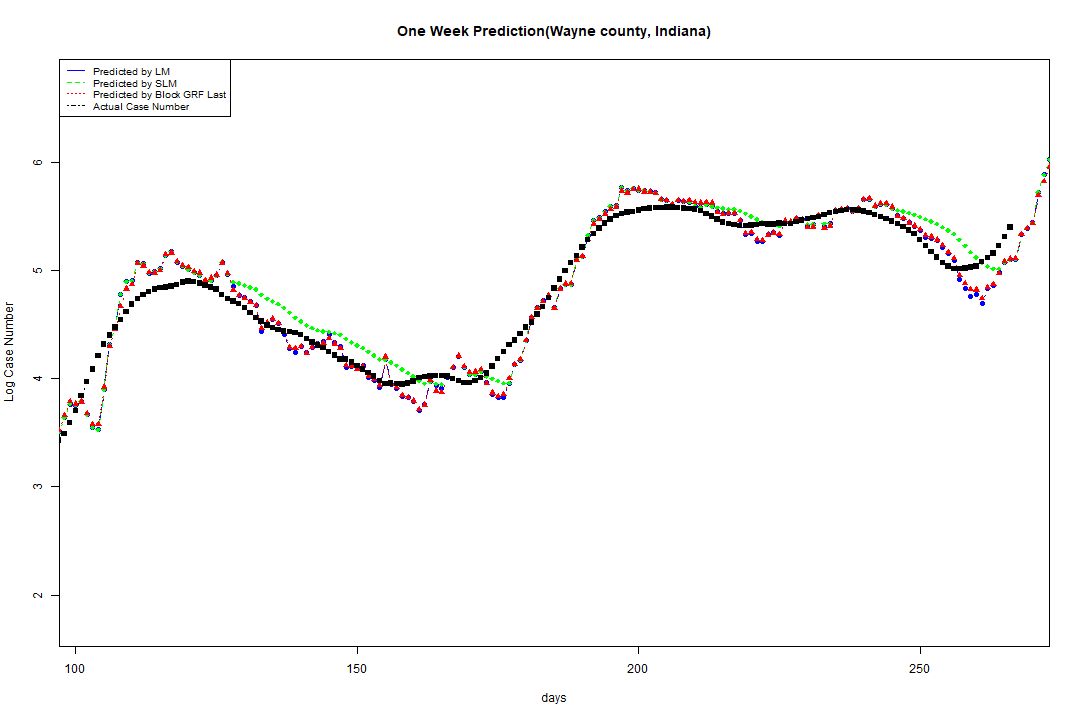 One Week Prediction(Wayne county, Indiana)
Predicted by LM
Predicted by SLM
Predicted by Block GRF Last
Actual Case Number
Log Case Number
6
5
4
3
2
100 150 200 250
days